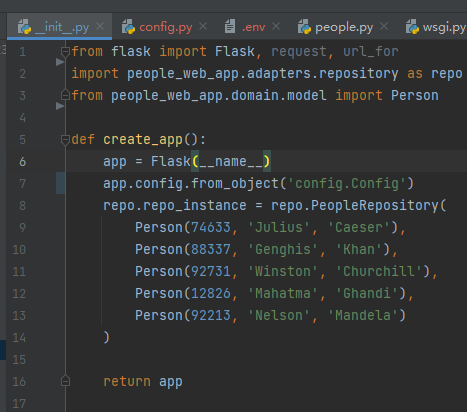 __init__.py config.py .env people.py wsgi.py
1 from flask import Flask, request, url_for
2 import people_web_app.adapters.repository as repo
3 from people_web_app.domain.model import Person
4
5 def create_app():
6     app = Flask(__name__)
7     app.config.from_object('config.Config')
8     repo.repo_instance = repo.PeopleRepository(
9         Person(74633, 'Julius', 'Caeser'),
10         Person(88337, 'Genghis', 'Khan'),
11         Person(92731, 'Winston', 'Churchill'),
12         Person(12826, 'Mahatma', 'Ghandi'),
13         Person(92213, 'Nelson', 'Mandela')
14     )
15
16     return app
17